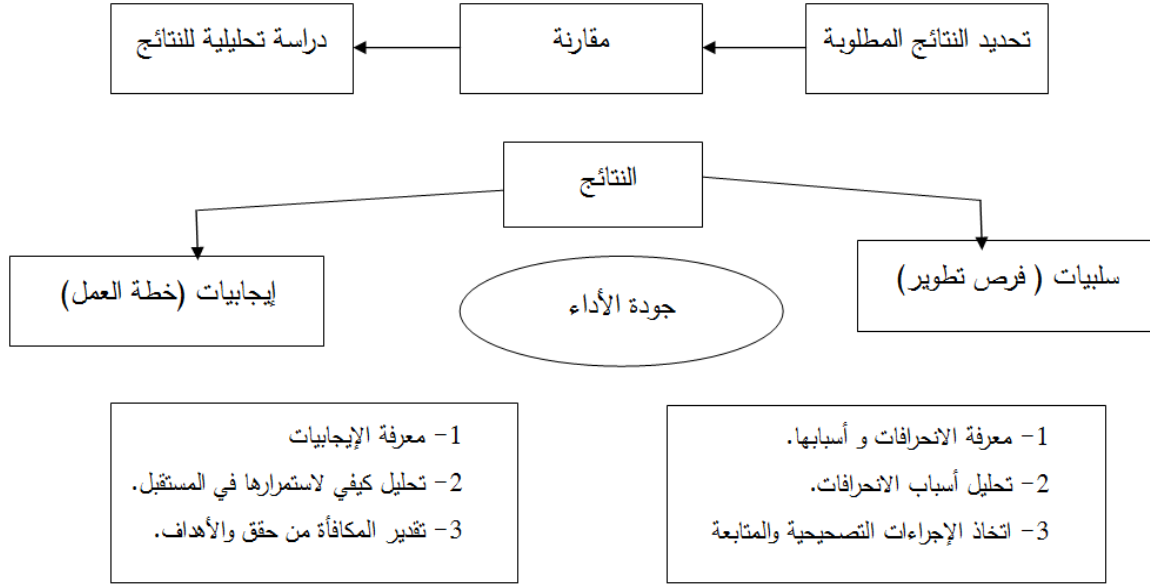 تحديد النتائج المطلوبة
مقارنة
دراسة تحليلية للنتائج
النتائج
سلبيات ( فرص تطوير)
إيجابيات (خطة العمل)
جودة الأداء
1- معرفة الانحرافات و أسبابها.
2- تحليل أسباب الانحرافات.
3- اتخاذ الإجراءات التصحيحية والمتابعة
1- معرفة الإيجابيات
2- تحليل كيفي لاستمرارها في المستقبل.
3- تقدير المكافأة من حقق والأهداف.